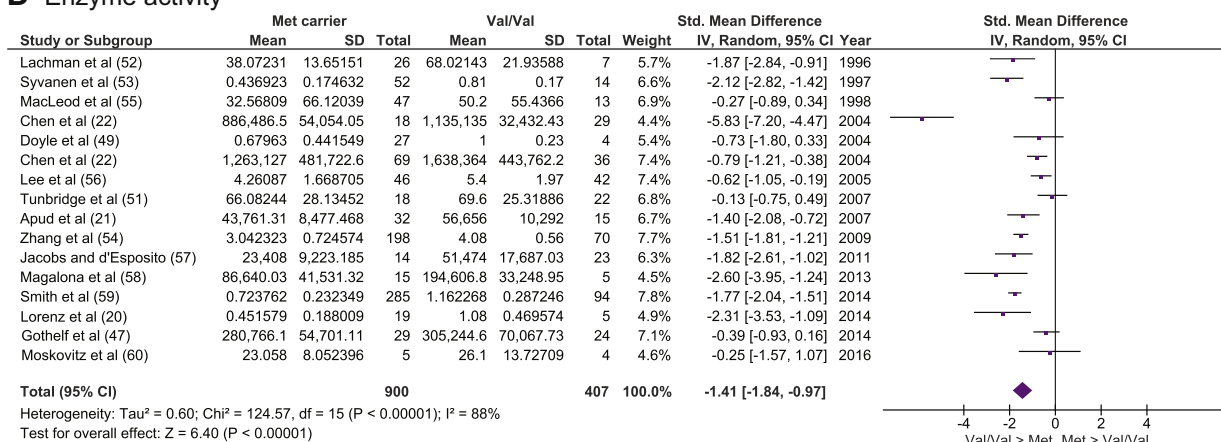 D Enzyme activity
Met carrier Val/Val Std. Mean Difference Std. Mean Difference
Study or Subgroup Mean SD Total Mean SD Total Weight IV, Random, 95% CI Year IV, Random, 95% CI
Lachman et al (52) 38.07231 13.65151 26 68.02143 21.93588 7 5.7% -1.87 [-2.84, -0.91] 1996
Syvanen et al (53) 0.436923 0.174632 52 0.81 0.17 14 6.6% -2.12 [-2.82, -1.42] 1997
MacLeod et al (55) 32.56809 66.12039 47 50.2 55.4366 13 6.9% -0.27 [-0.89, 0.34] 1998
Chen et al (22) 886,486.5 54,054.05 18 1,135,135 32,432.43 29 4.4% -5.83 [-7.20, -4.47] 2004
Doyle et al (49) 0.67963 0.441549 27 1 0.23 4 5.4% -0.73 [-1.80, 0.33] 2004
Chen et al (22) 1,263,127 481,722.6 69 1,638,364 443,762.2 36 7.4% -0.79 [-1.21, -0.38] 2004
Lee et al (56) 4.26087 1.668705 46 5.4 1.97 42 7.4% -0.62 [-1.05, -0.19] 2005
Tunbridge et al (51) 66.08244 28.13452 18 69.6 25.31886 22 6.8% -0.13 [-0.75, 0.49] 2007
Apud et al (21) 43,761.31 8,477.468 32 56,656 10,292 15 6.6% -1.40 [-2.08, -0.72] 2007
Zhang et al (54) 3.042323 0.724574 198 4.08 0.56 70 7.7% -1.51 [-1.81, -1.21] 2009
Jacobs and d'Esposito (57) 23,408 9,223.185 14 51,474 17,687.03 23 6.3% -1.82 [-2.61, -1.02] 2011
Magalona et al (58) 86,640.03 41,531.32 15 194,606.8 33,248.95 5 4.5% -2.60 [-3.95, -1.24] 2013
Smith et al (59) 0.723762 0.232349 285 1.162268 0.287246 94 7.8% -1.77 [-2.04, -1.51] 2014
Lorenz et al (20) 0.451579 0.188009 19 1.08 0.469574 5 5.0% -2.31 [-3.53, -1.09] 2014
Gothelf et al (47) 280,766.1 54,701.11 29 305,244.6 70,067.73 24 7.1% -0.39 [-0.93, 0.16] 2014
Moskovitz et al (60) 23.058 8.052396 5 26.1 13.72709 4 4.6% -0.25 [-1.57, 1.07] 2016
Total (95% CI) 900 407 100.0% -1.41 [-1.84, -0.97]
Heterogeneity: Tau² = 0.60; Chi² = 124.57, df = 15 (P < 0.00001); I² = 88%
Test for overall effect: Z = 6.40 (P < 0.00001)
-4 -2 0 2 4
Val/Val > Met Met > Val/Val